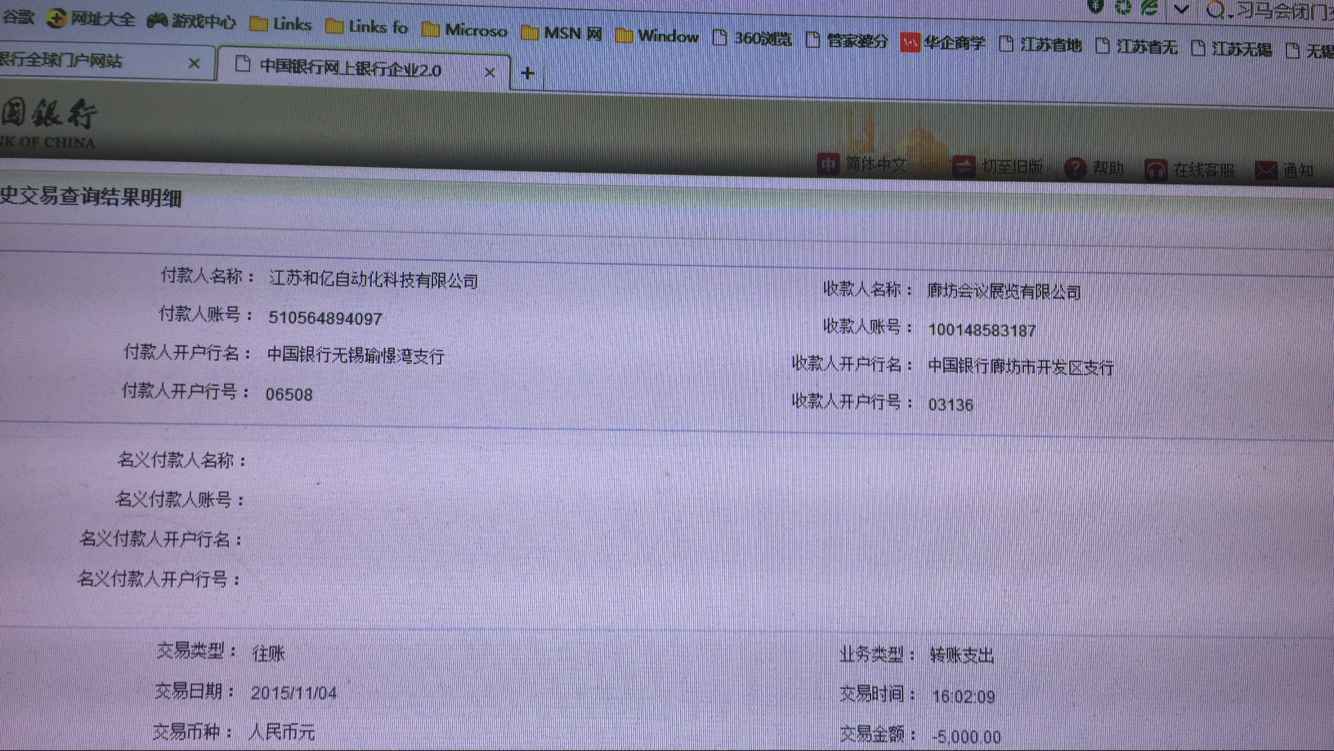 谷歌 网址大全 游戏中心 Links Links fo Microso MSN 网 Window 360浏览 管家婆分 华企商学 江苏省地 江苏省无 江苏无锡 无锡
习马会闭门
银行全球门户网站 × 中国银行网上银行企业2.0 × +
国银行
NK OF CHINA
中 简体中文 切至旧版 ? 帮助 在线客服 通知
史交易查询结果明细
付款人名称： 江苏和亿自动化科技有限公司
收款人名称： 廊坊会议展览有限公司
付款人账号： 510564894097
收款人账号： 100148583187
付款人开户行名： 中国银行无锡瑜憬湾支行
收款人开户行名： 中国银行廊坊市开发区支行
付款人开户行号： 06508
收款人开户行号： 03136
名义付款人名称：
名义付款人账号：
名义付款人开户行名：
名义付款人开户行号：
交易类型： 往账
业务类型： 转账支出
交易日期： 2015/11/04
交易时间： 16:02:09
交易币种： 人民币元
交易金额： -5,000.00